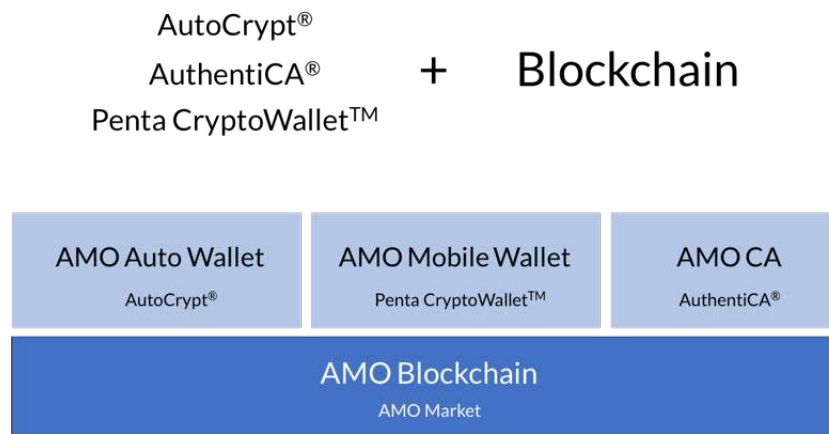 AutoCrypt®
AuthentiCA® + Blockchain
Penta CryptoWallet™
AMO Auto Wallet AMO Mobile Wallet AMO CA
AutoCrypt® Penta CryptoWallet™ AuthentiCA®
AMO Blockchain
AMO Market